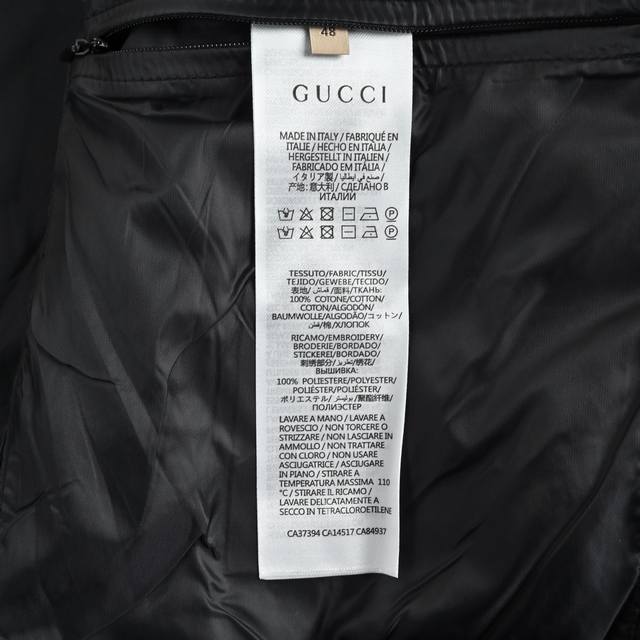 48
GUCCI
MADE IN ITALY / FABRIQUÉ EN
ITALIE / HECHO EN ITALIA /
HERGESTELLT IN ITALIEN /
FABRICADO EM ITÁLIA /
イタリア製 / صنع في ايطاليا /
产地: 意大利 / СДЕЛАНО В
ИТАЛИИ
TESSUTO/FABRIC/TISSU/
TEJIDO/GEWEBE/TECIDO/
表地/قماش/面料/ТКАНЬ:
100% COTONE/COTTON/
COTON/ALGODÓN/
BAUMWOLLE/ALGODÃO/コットン/
قطن/棉/ХЛОПОК
RICAMO/EMBROIDERY/
BRODERIE/BORDADO/
STICKEREI/BORDADO/
刺绣部分/تطريز/绣花/
ВЫШИВКА:
100% POLIESTERE/POLYESTER/
POLIÉSTER/POLIÉSTER/
ポリエステル/بوليستر/聚酯纤维/
ПОЛИЭСТЕР
LAVARE A MANO / LAVARE A
ROVESCIO / NON TORCERE O
STRIZZARE / NON LASCIARE IN
AMMOLLO / NON TRATTARE
CON CLORO / NON USARE
ASCIUGATRICE / ASCIUGARE
IN PIANO / STIRARE A
TEMPERATURA MASSIMA 110
°C / STIRARE IL RICAMO /
LAVARE DELICATAMENTE A
SECCO IN TETRACLOROETILENE
CA37394 CA14517 CA84937